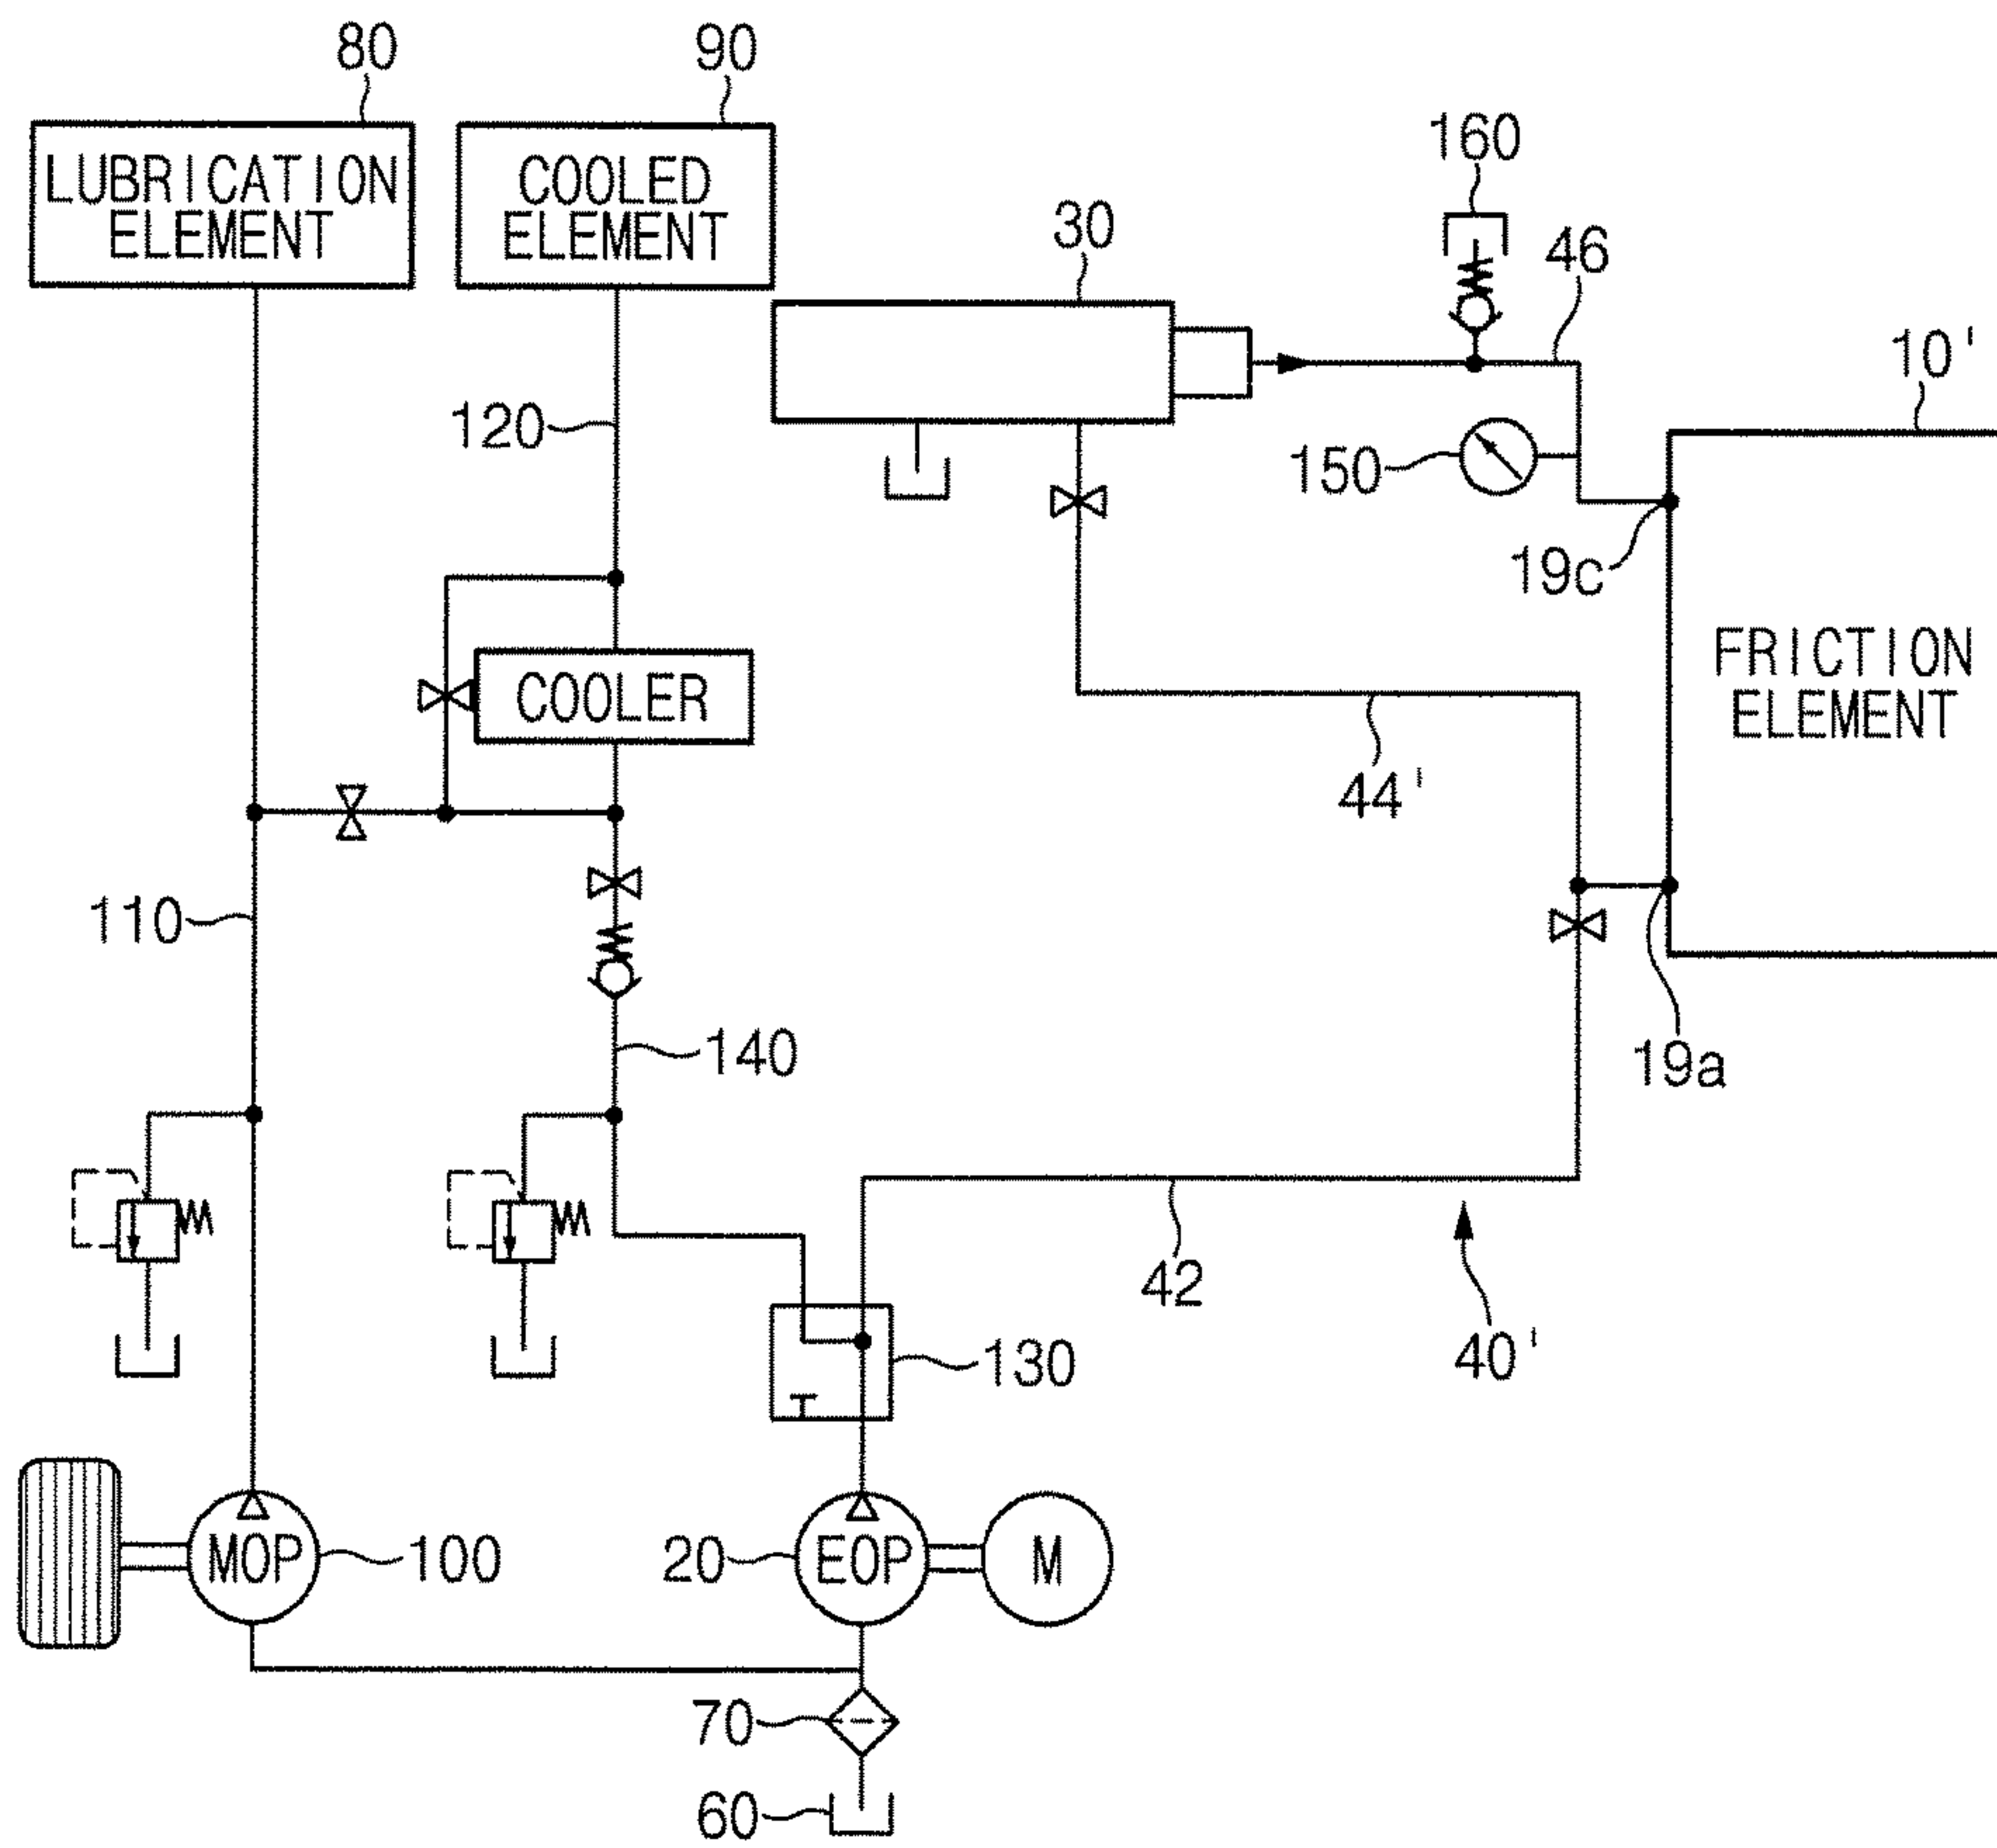 80
90
160
LUBRICATION
ELEMENT
COOLED
ELEMENT
30
46
10'
120
150
19c
FRICTION
ELEMENT
COOLER
44'
110
140
19a
42
130
40'
MOP
100
20
EOP
M
70
60